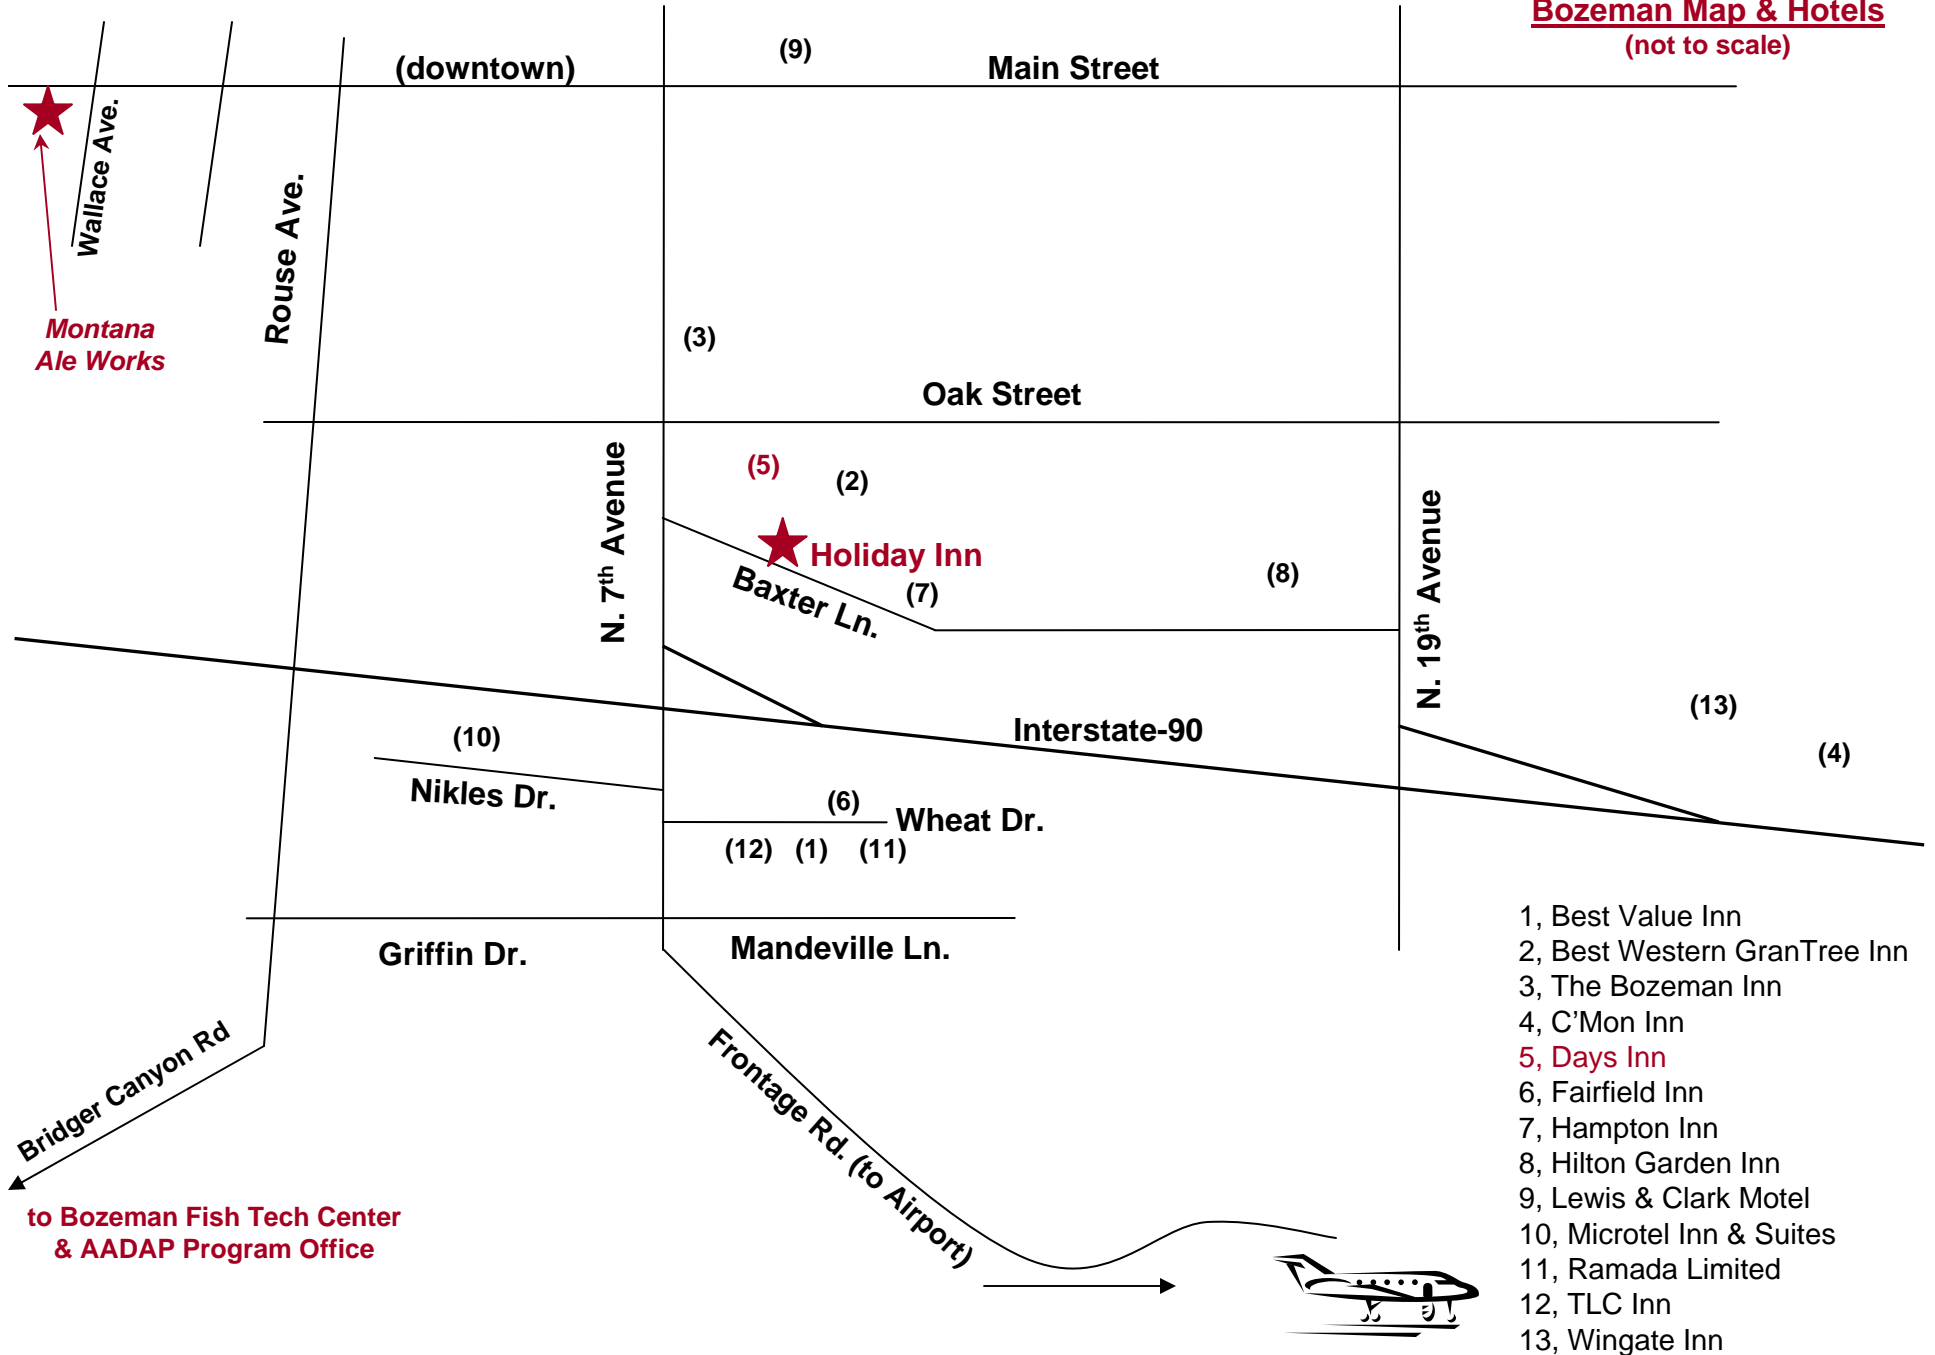 Bozeman Map & Hotels
(not to scale)
(9)
(downtown)
Main Street
Wallace Ave.
Rouse Ave.
Montana
Ale Works
(3)
Oak Street
N. 7th Avenue
(5)
(2)
Holiday Inn
Baxter Ln.
(7)
(8)
N. 19th Avenue
(13)
(4)
Interstate-90
(10)
Nikles Dr.
(6)
Wheat Dr.
(12) (1) (11)
Griffin Dr.
Mandeville Ln.
Bridger Canyon Rd
Frontage Rd. (to Airport)
to Bozeman Fish Tech Center
& AADAP Program Office
1, Best Value Inn
2, Best Western GranTree Inn
3, The Bozeman Inn
4, C’Mon Inn
5, Days Inn
6, Fairfield Inn
7, Hampton Inn
8, Hilton Garden Inn
9, Lewis & Clark Motel
10, Microtel Inn & Suites
11, Ramada Limited
12, TLC Inn
13, Wingate Inn